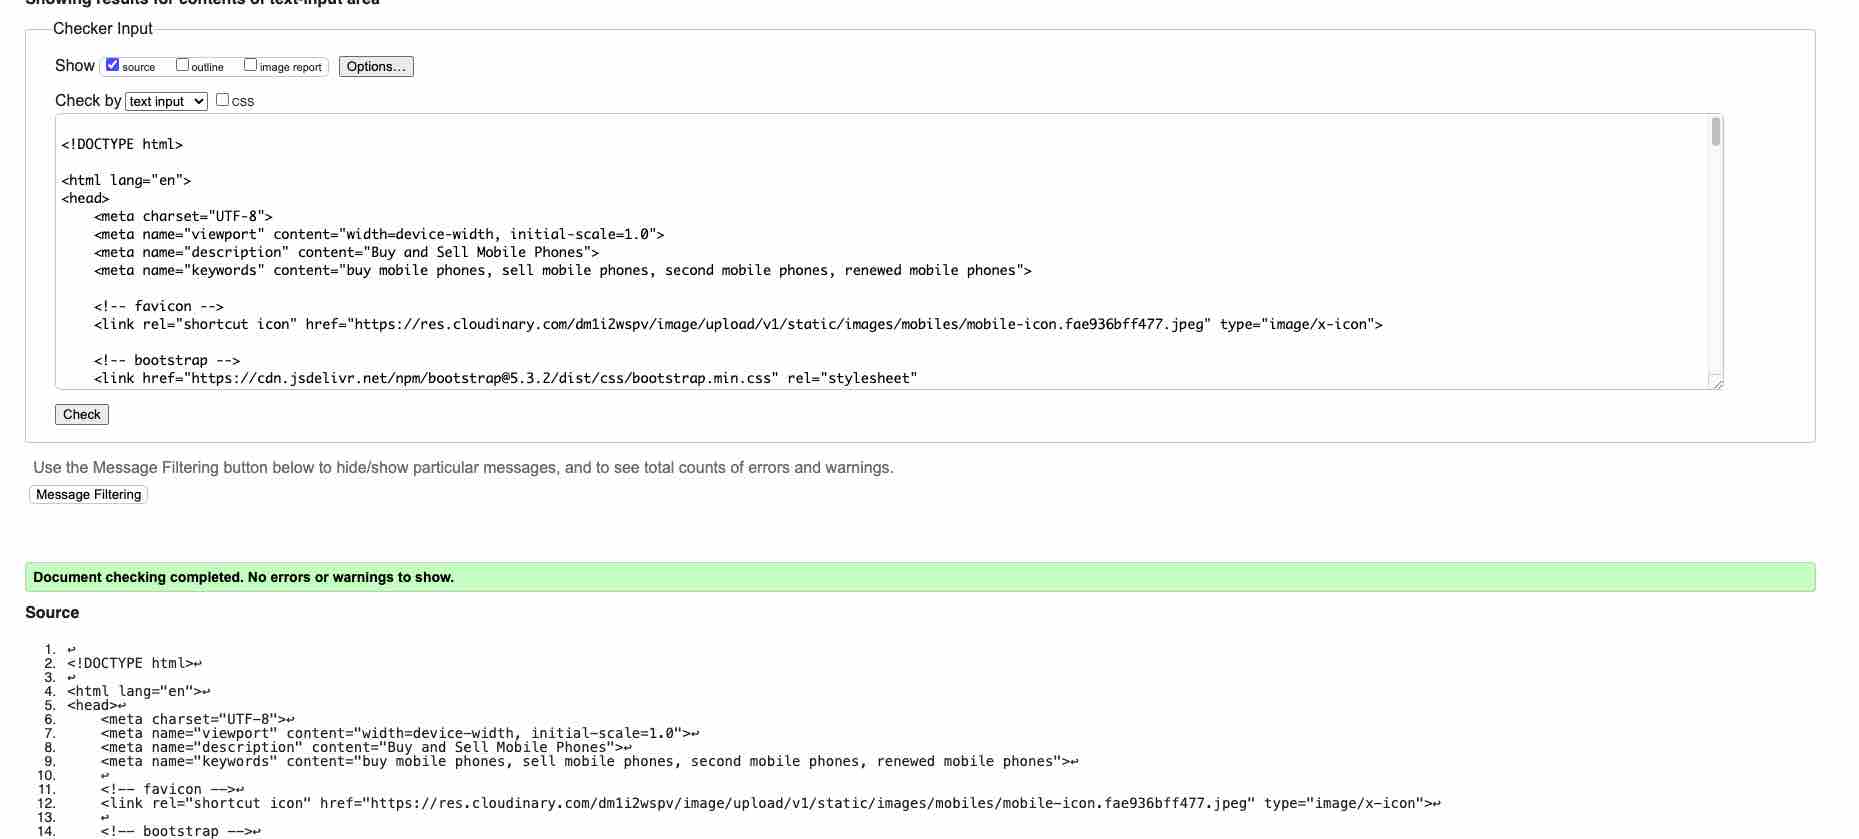 Showing results for contents of text-input area
Checker Input
Show source outline image report Options...
Check by text input css
<!DOCTYPE html>
<html lang="en">
<head>
<meta charset="UTF-8">
<meta name="viewport" content="width=device-width, initial-scale=1.0">
<meta name="description" content="Buy and Sell Mobile Phones">
<meta name="keywords" content="buy mobile phones, sell mobile phones, second mobile phones, renewed mobile phones">
<!-- favicon -->
<link rel="shortcut icon" href="https://res.cloudinary.com/dm1i2wspv/image/upload/v1/static/images/mobiles/mobile-icon.fae936bff477.jpeg" type="image/x-icon">
<!-- bootstrap -->
<link href="https://cdn.jsdelivr.net/npm/bootstrap@5.3.2/dist/css/bootstrap.min.css" rel="stylesheet"
Check
Use the Message Filtering button below to hide/show particular messages, and to see total counts of errors and warnings.
Message Filtering
Document checking completed. No errors or warnings to show.
Source
1. ↩
2. <!DOCTYPE html>↩
3. ↩
4. <html lang="en">↩
5. <head>↩
6. <meta charset="UTF-8">↩
7. <meta name="viewport" content="width=device-width, initial-scale=1.0">↩
8. <meta name="description" content="Buy and Sell Mobile Phones">↩
9. <meta name="keywords" content="buy mobile phones, sell mobile phones, second mobile phones, renewed mobile phones">↩
10. ↩
11. <!-- favicon -->↩
12. <link rel="shortcut icon" href="https://res.cloudinary.com/dm1i2wspv/image/upload/v1/static/images/mobiles/mobile-icon.fae936bff477.jpeg" type="image/x-icon">↩
13. ↩
14. <!-- bootstrap -->↩